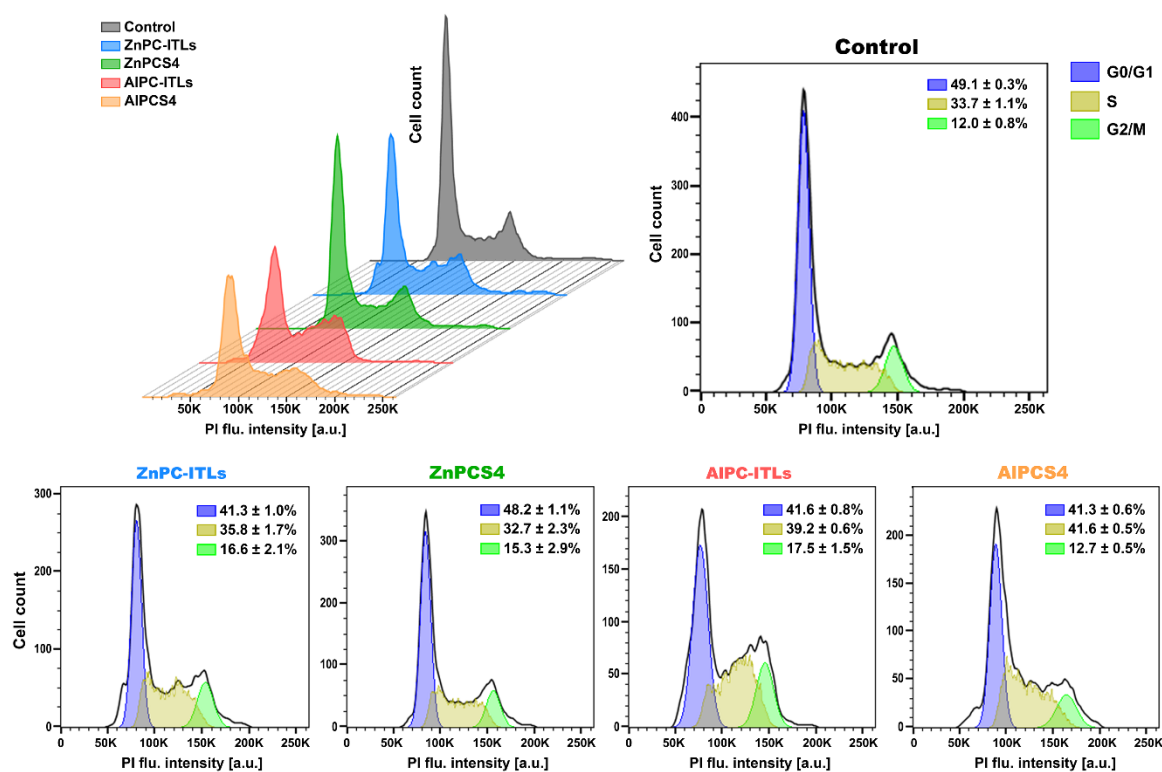 Control
ZnPC-ITLs
ZnPCS4
AlPC-ITLs
AlPCS4
Cell count
50K 100K 150K 200K 250K
PI flu. intensity [a.u.]
Control
49.1 ± 0.3%
33.7 ± 1.1%
12.0 ± 0.8%
G0/G1
S
G2/M
Cell count
400
300
200
100
0
0 50K 100K 150K 200K 250K
PI flu. intensity [a.u.]
ZnPC-ITLs
41.3 ± 1.0%
35.8 ± 1.7%
16.6 ± 2.1%
Cell count
300
200
100
0
0 50K 100K 150K 200K 250K
PI flu. intensity [a.u.]
ZnPCS4
48.2 ± 1.1%
32.7 ± 2.3%
15.3 ± 2.9%
400
300
200
100
0
0 50K 100K 150K 200K 250K
PI flu. intensity [a.u.]
AlPC-ITLs
41.6 ± 0.8%
39.2 ± 0.6%
17.5 ± 1.5%
200
150
100
50
0
50K 100K 150K 200K 250K
PI flu. intensity [a.u.]
AlPCS4
41.3 ± 0.6%
41.6 ± 0.5%
12.7 ± 0.5%
250
200
150
100
50
0
0 50K 100K 150K 200K 250K
PI flu. intensity [a.u.]